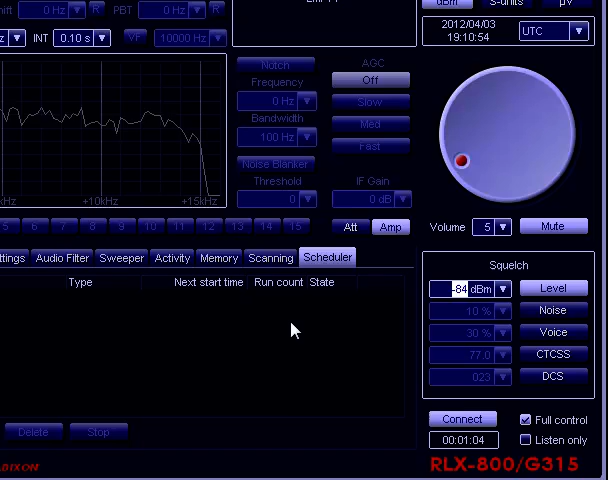 dBm S-units µV
hift 0 Hz R PBT 0 Hz R
z INT 0.10 s VF 10000 Hz
2012/04/03
19:10:54
UTC
Notch
Frequency
0 Hz
Bandwidth
100 Hz
Noise Blanker
Threshold
0
AGC
Off
Slow
Med
Fast
IF Gain
0 dB
kHz +10kHz +15kHz
5 6 7 8 9 10 11 12 13 14 15
Att Amp
Volume 5 Mute
ttings Audio Filter Sweeper Activity Memory Scanning Scheduler
Type Next start time Run count State
Squelch
-84 dBm Level
10 % Noise
30 % Voice
77.0 CTCSS
023 DCS
Delete Stop
Connect Full control
00:01:04 Listen only
RLX-800/G315